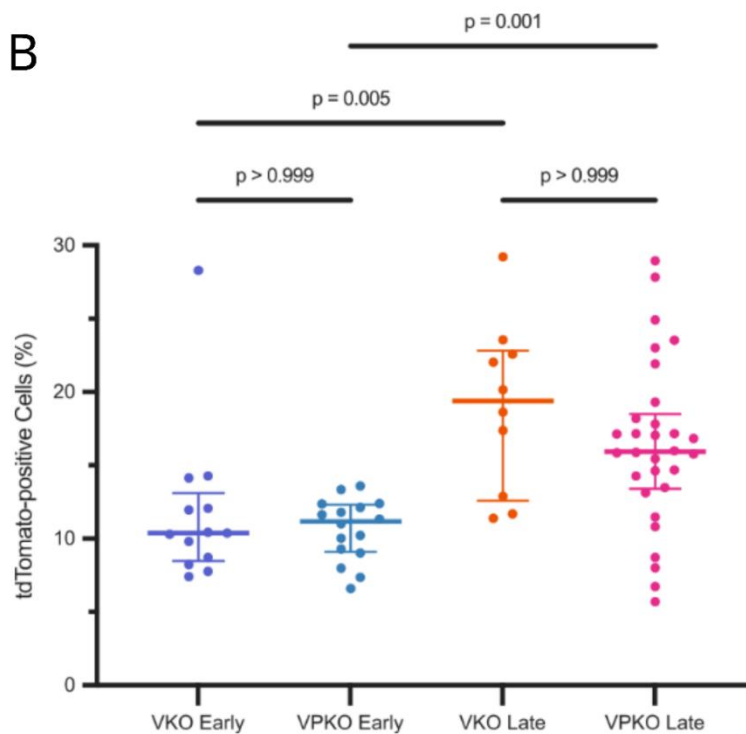 B
p = 0.001
p = 0.005
p > 0.999
p > 0.999
30
20
10
0
tdTomato-positive Cells (%)
VKO Early
VPKO Early
VKO Late
VPKO Late